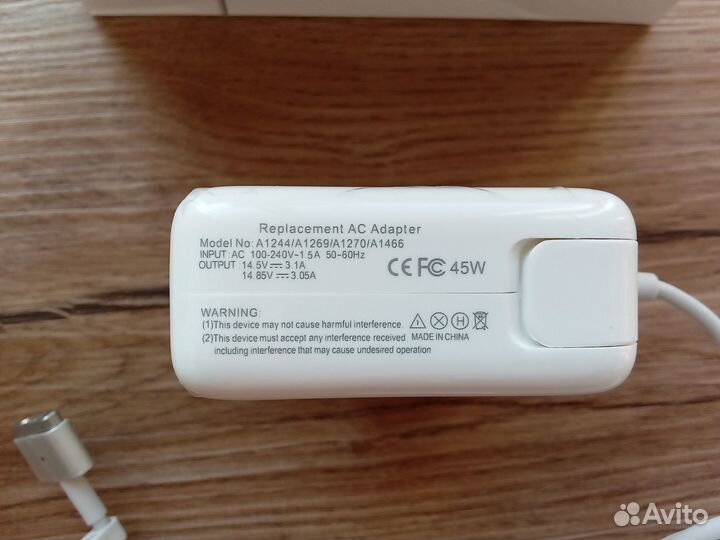 Replacement AC Adapter
Model No: A1244/A1269/A1270/A1466
INPUT: AC 100-240V~1.5A 50~60Hz
OUTPUT 14.5V⎓3.1A
14.85V⎓3.05A
CE FC 45W
WARNING:
(1)This device may not cause harmful interference.
(2)This device must accept any interference received MADE IN CHINA
including interference that may cause undesired operation
Avito